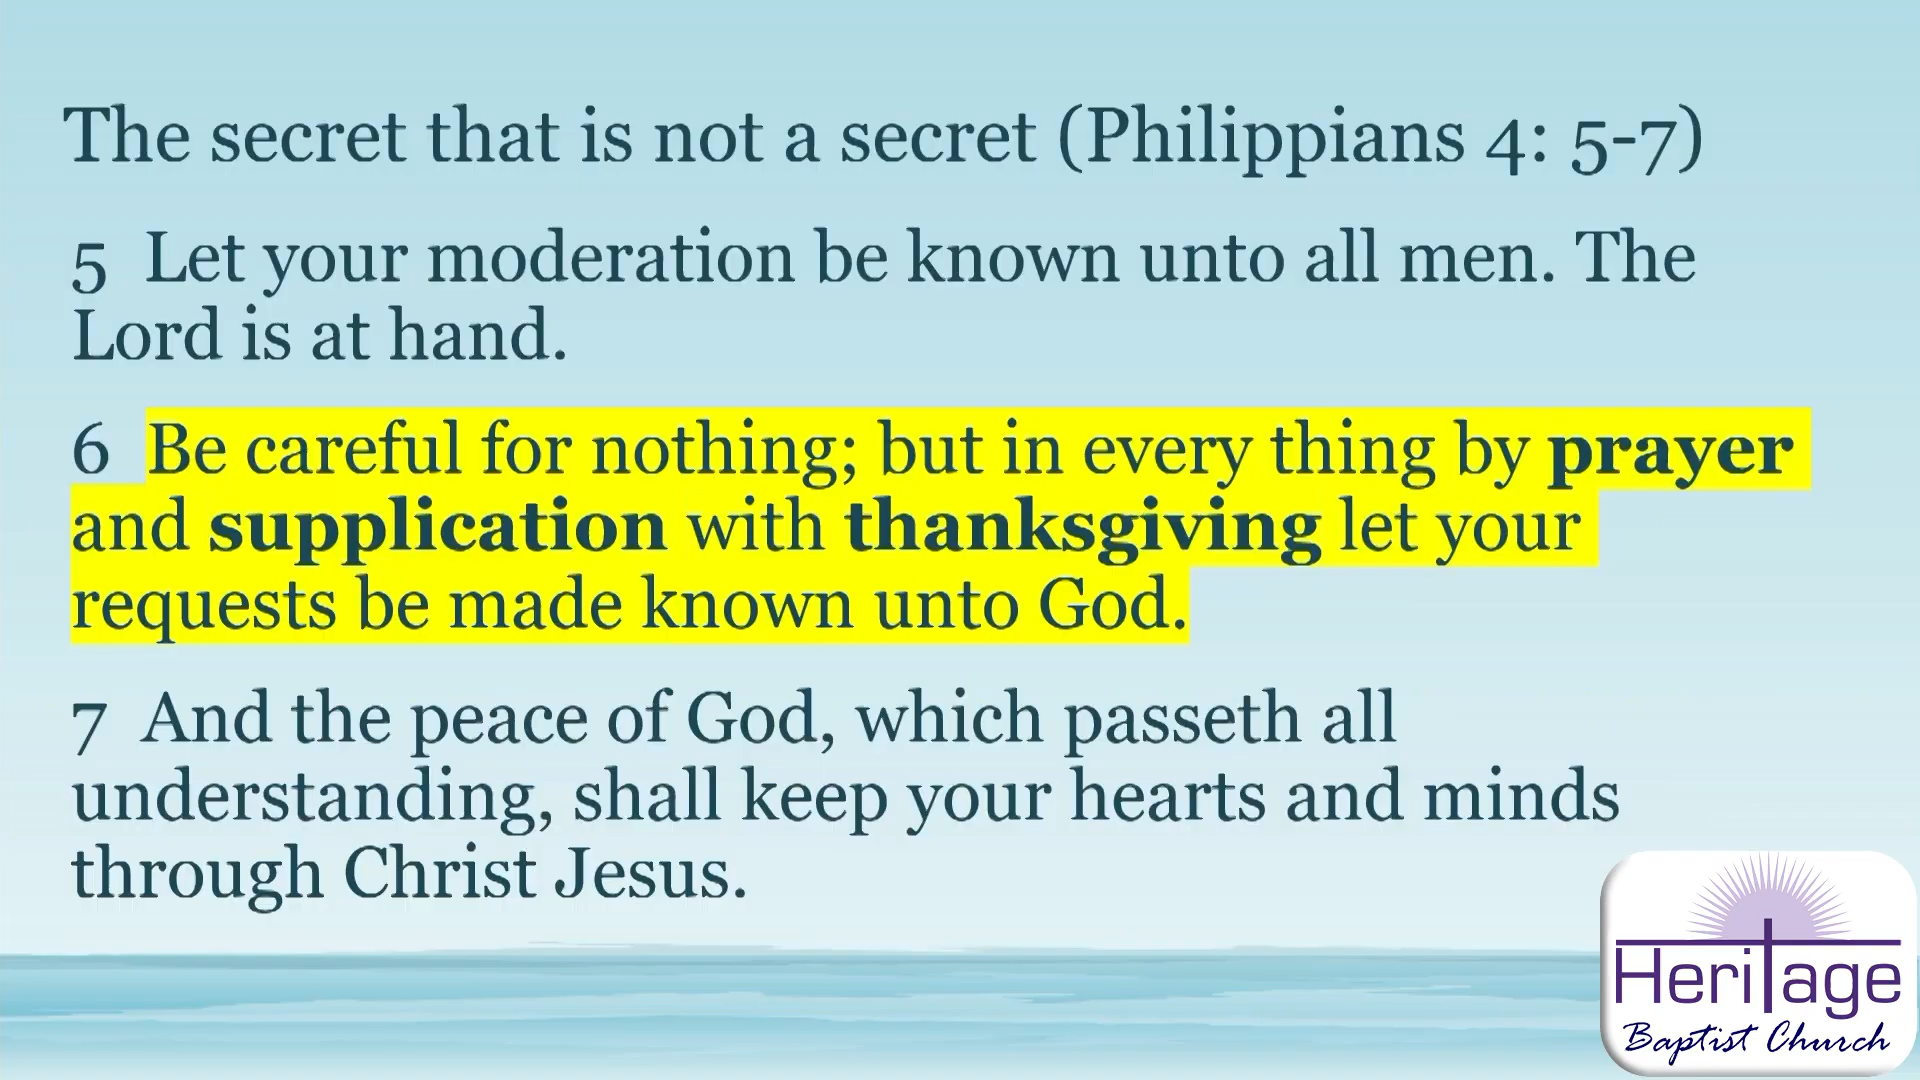 The secret that is not a secret (Philippians 4: 5-7)
5 Let your moderation be known unto all men. The
Lord is at hand.
6 Be careful for nothing; but in every thing by prayer
and supplication with thanksgiving let your
requests be made known unto God.
7 And the peace of God, which passeth all
understanding, shall keep your hearts and minds
through Christ Jesus.
Heritage
Baptist Church